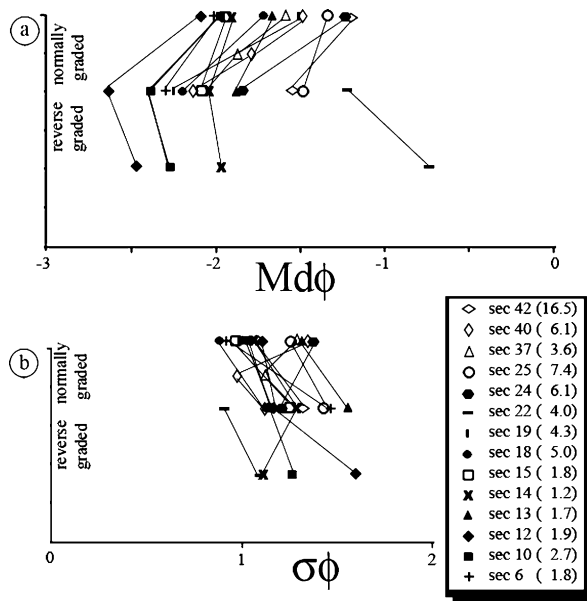 a
normally
graded
reverse
graded
-3
-2
-1
0
Mdϕ
b
normally
graded
reverse
graded
0
1
2
σϕ
sec 42 (16.5)
sec 40 ( 6.1)
sec 37 ( 3.6)
sec 25 ( 7.4)
sec 24 ( 6.1)
sec 22 ( 4.0)
sec 19 ( 4.3)
sec 18 ( 5.0)
sec 15 ( 1.8)
sec 14 ( 1.2)
sec 13 ( 1.7)
sec 12 ( 1.9)
sec 10 ( 2.7)
sec 6 ( 1.8)